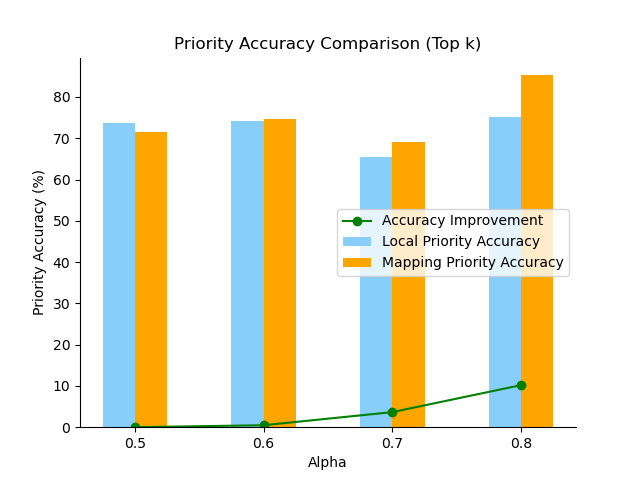 Priority Accuracy Comparison (Top k)
Priority Accuracy (%)
80
70
60
50
40
30
20
10
0
Accuracy Improvement
Local Priority Accuracy
Mapping Priority Accuracy
0.5 0.6 0.7 0.8
Alpha